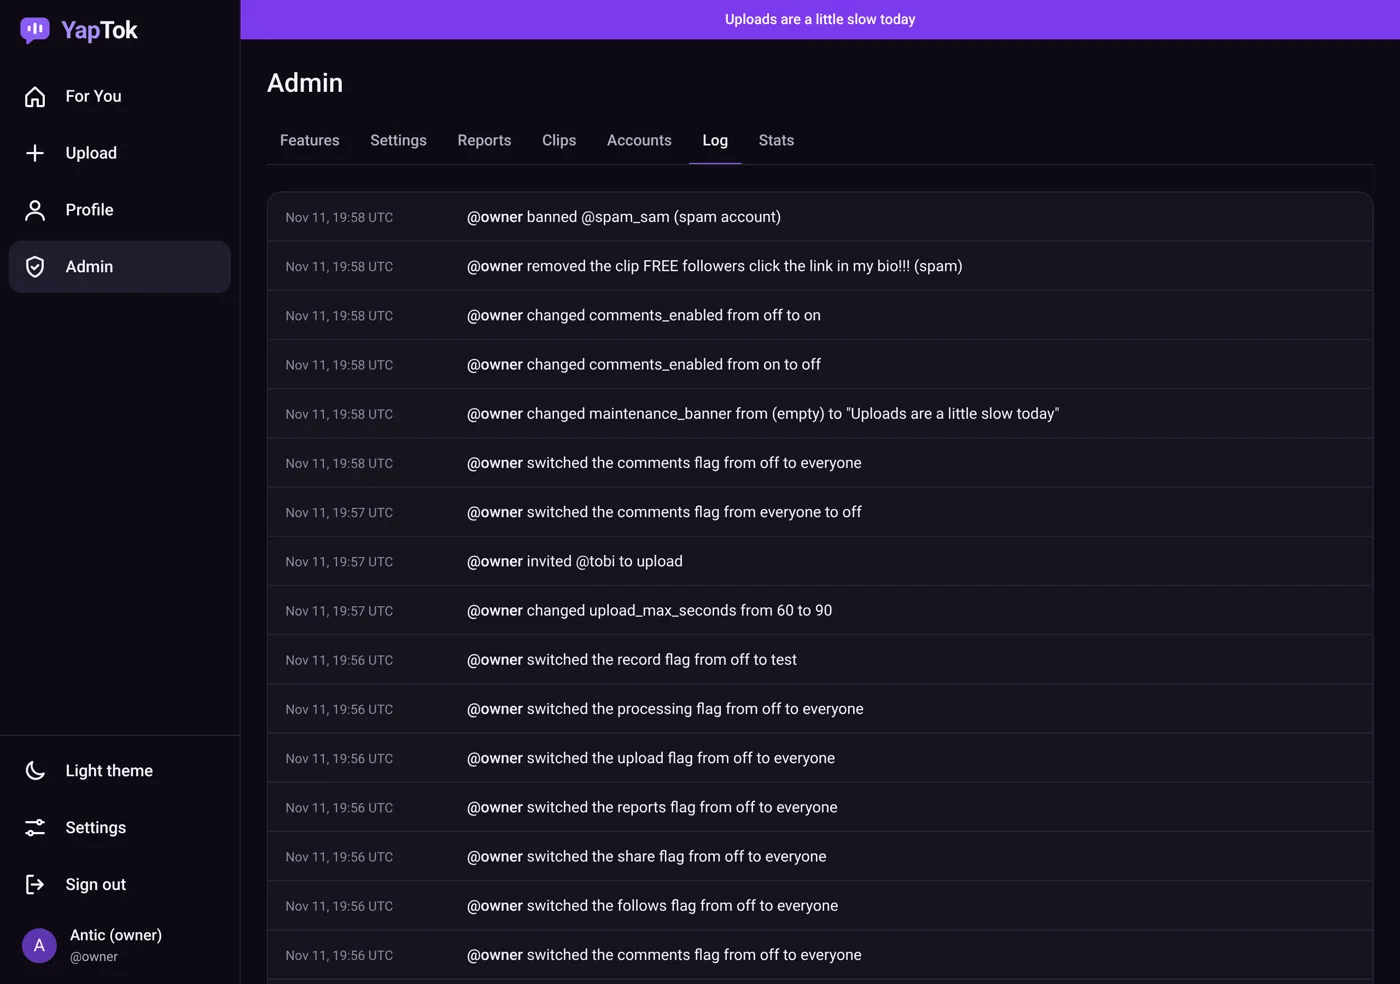 YapTok
Uploads are a little slow today
For You
Upload
Profile
Admin
Admin
Features Settings Reports Clips Accounts Log Stats
Nov 11, 19:58 UTC @owner banned @spam_sam (spam account)
Nov 11, 19:58 UTC @owner removed the clip FREE followers click the link in my bio!!! (spam)
Nov 11, 19:58 UTC @owner changed comments_enabled from off to on
Nov 11, 19:58 UTC @owner changed comments_enabled from on to off
Nov 11, 19:58 UTC @owner changed maintenance_banner from (empty) to "Uploads are a little slow today"
Nov 11, 19:58 UTC @owner switched the comments flag from off to everyone
Nov 11, 19:57 UTC @owner switched the comments flag from everyone to off
Nov 11, 19:57 UTC @owner invited @tobi to upload
Nov 11, 19:57 UTC @owner changed upload_max_seconds from 60 to 90
Nov 11, 19:56 UTC @owner switched the record flag from off to test
Nov 11, 19:56 UTC @owner switched the processing flag from off to everyone
Nov 11, 19:56 UTC @owner switched the upload flag from off to everyone
Nov 11, 19:56 UTC @owner switched the reports flag from off to everyone
Nov 11, 19:56 UTC @owner switched the share flag from off to everyone
Nov 11, 19:56 UTC @owner switched the follows flag from off to everyone
Nov 11, 19:56 UTC @owner switched the comments flag from off to everyone
Light theme
Settings
Sign out
A
Antic (owner)
@owner